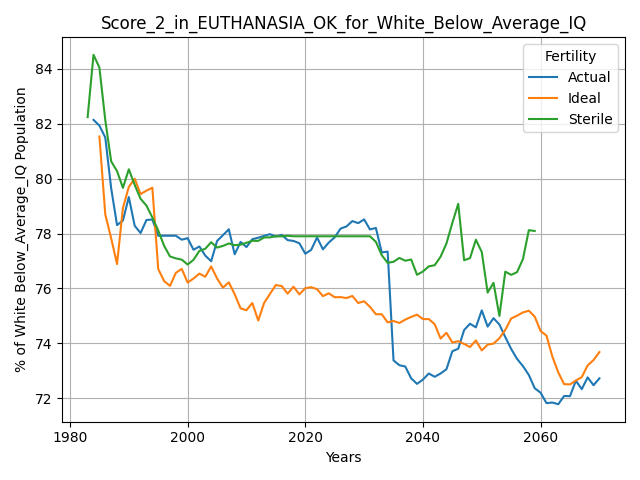 Score_2_in_EUTHANASIA_OK_for_White_Below_Average_IQ
Fertility
Actual
Ideal
Sterile
% of White Below_Average_IQ Population
84
82
80
78
76
74
72
1980
2000
2020
2040
2060
Years